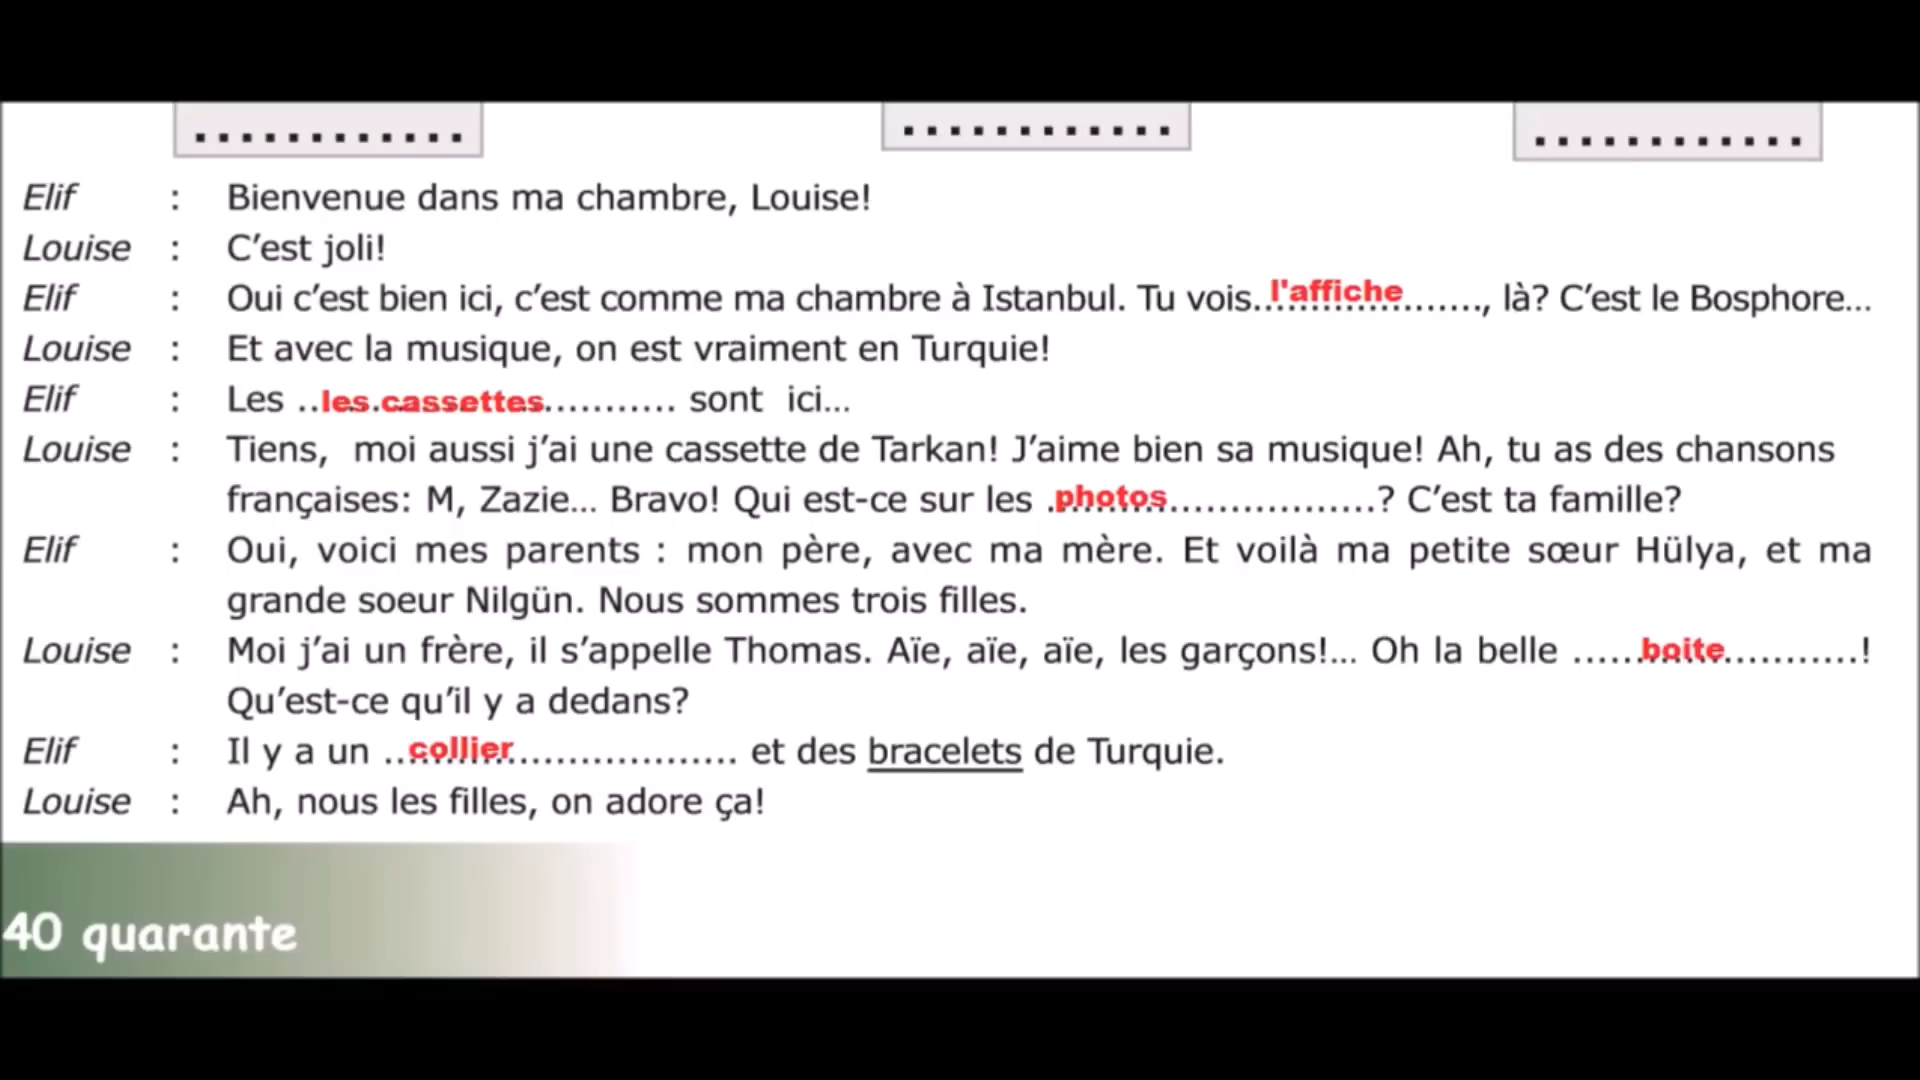 ............ ............ ............
Elif : Bienvenue dans ma chambre, Louise!
Louise : C’est joli!
Elif : Oui c’est bien ici, c’est comme ma chambre à Istanbul. Tu vois. l'affiche ...................., là? C’est le Bosphore…
Louise : Et avec la musique, on est vraiment en Turquie!
Elif : Les .. les cassettes ............ sont ici…
Louise : Tiens, moi aussi j’ai une cassette de Tarkan! J’aime bien sa musique! Ah, tu as des chansons
françaises: M, Zazie… Bravo! Qui est-ce sur les . photos ....................? C’est ta famille?
Elif : Oui, voici mes parents : mon père, avec ma mère. Et voilà ma petite sœur Hülya, et ma
grande soeur Nilgün. Nous sommes trois filles.
Louise : Moi j’ai un frère, il s’appelle Thomas. Aïe, aïe, aïe, les garçons!… Oh la belle ...... boite ............!
Qu’est-ce qu’il y a dedans?
Elif : Il y a un .. collier .................... et des bracelets de Turquie.
Louise : Ah, nous les filles, on adore ça!
40 quarante